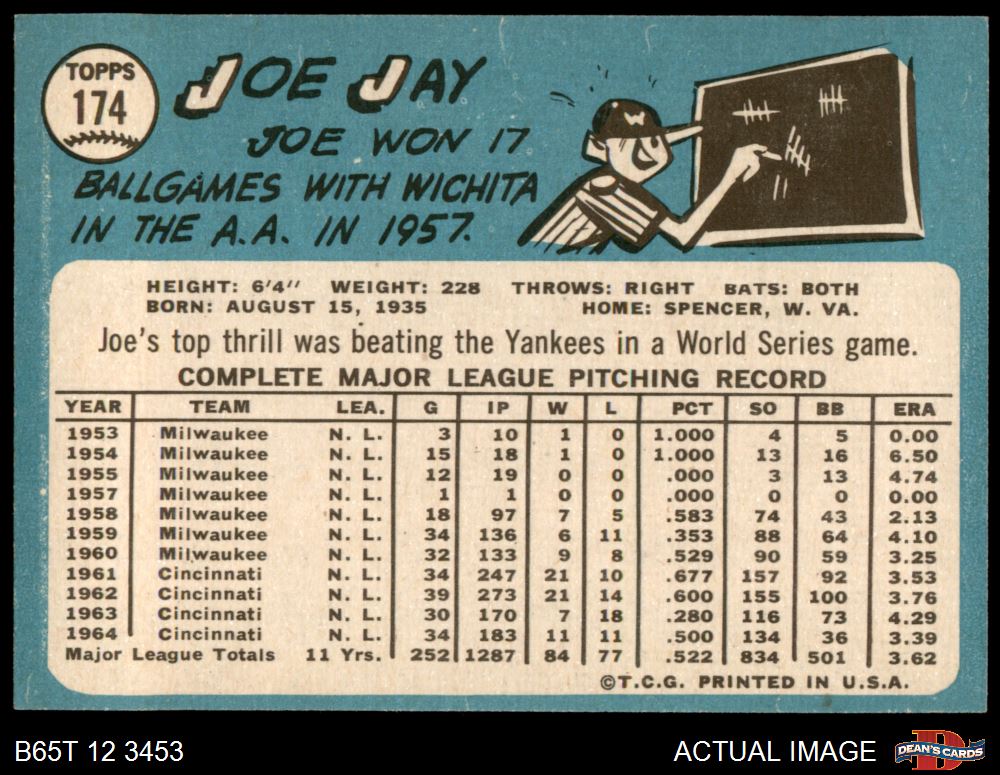 TOPPS
174
JOE JAY
JOE WON 17
BALLGAMES WITH WICHITA
IN THE A.A. IN 1957.
W
HEIGHT: 6'4" WEIGHT: 228 THROWS: RIGHT BATS: BOTH
BORN: AUGUST 15, 1935 HOME: SPENCER, W. VA.
Joe's top thrill was beating the Yankees in a World Series game.
COMPLETE MAJOR LEAGUE PITCHING RECORD
YEAR TEAM LEA. G IP W L PCT SO BB ERA
1953 Milwaukee N. L. 3 10 1 0 1.000 4 5 0.00
1954 Milwaukee N. L. 15 18 1 0 1.000 13 16 6.50
1955 Milwaukee N. L. 12 19 0 0 .000 3 13 4.74
1957 Milwaukee N. L. 1 1 0 0 .000 0 0 0.00
1958 Milwaukee N. L. 18 97 7 5 .583 74 43 2.13
1959 Milwaukee N. L. 34 136 6 11 .353 88 64 4.10
1960 Milwaukee N. L. 32 133 9 8 .529 90 59 3.25
1961 Cincinnati N. L. 34 247 21 10 .677 157 92 3.53
1962 Cincinnati N. L. 39 273 21 14 .600 155 100 3.76
1963 Cincinnati N. L. 30 170 7 18 .280 116 73 4.29
1964 Cincinnati N. L. 34 183 11 11 .500 134 36 3.39
Major League Totals 11 Yrs. 252 1287 84 77 .522 834 501 3.62
©T.C.G. PRINTED IN U.S.A.
B65T 12 3453 ACTUAL IMAGE D DEAN'S CARDS